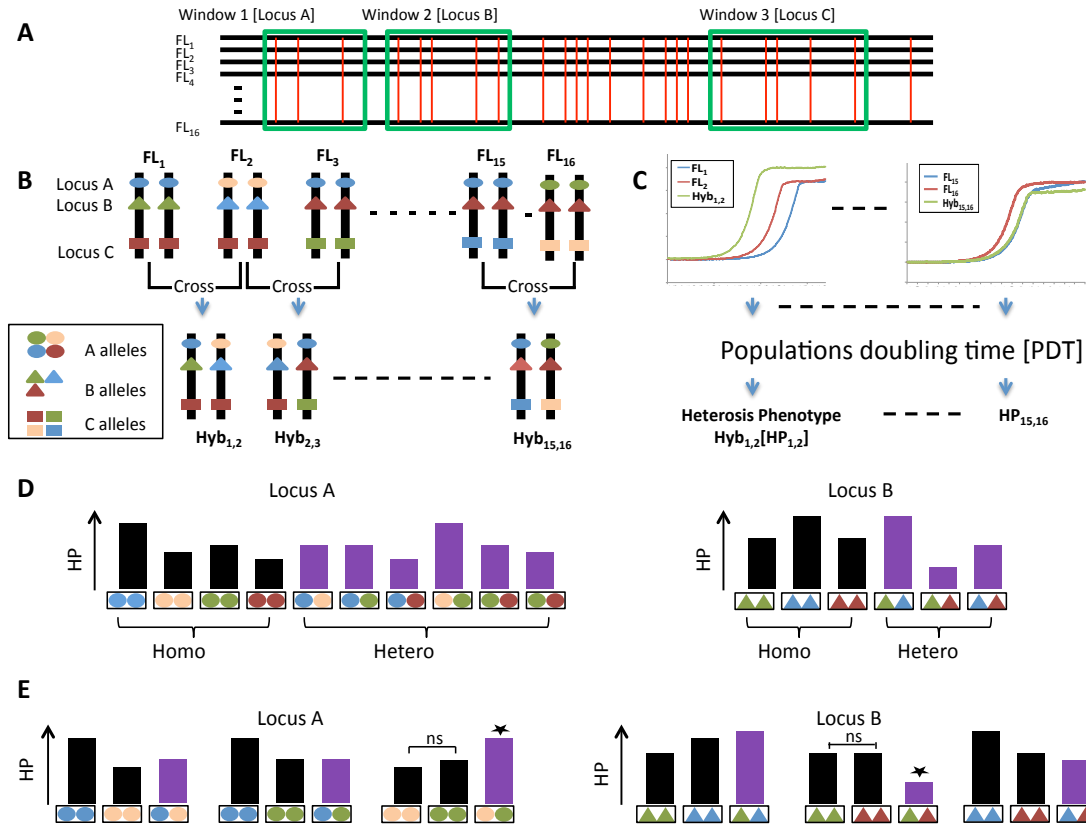 Window 1 [Locus A] Window 2 [Locus B] Window 3 [Locus C]
A
FL1
FL2
FL3
FL4
FL16
B
FL1 FL2 FL3 FL15 FL16
Locus A
Locus B
Locus C
Cross Cross Cross
A alleles
B alleles
C alleles
Hyb1,2 Hyb2,3 Hyb15,16
C
FL1
FL2
Hyb1,2
FL15
FL16
Hyb15,16
Populations doubling time [PDT]
Heterosis Phenotype
Hyb1,2[HP1,2]
HP15,16
D
Locus A Locus B
HP HP
Homo Hetero Homo Hetero
E
Locus A Locus B
HP ns HP ns